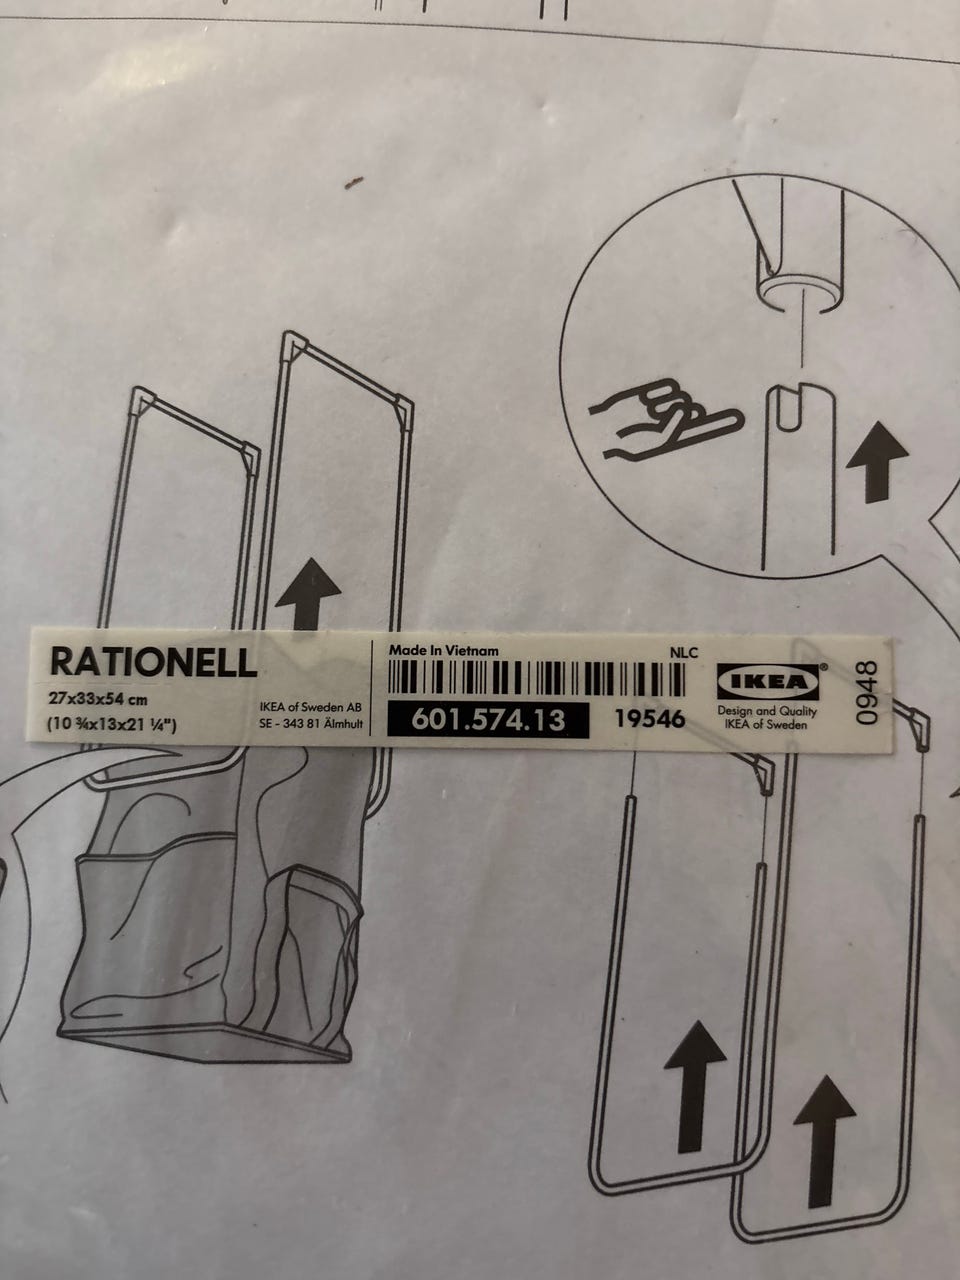 RATIONELL
27x33x54 cm
(10 ¾x13x21 ¼")
IKEA of Sweden AB
SE - 343 81 Älmhult
Made In Vietnam
NLC
601.574.13
19546
IKEA®
Design and Quality
IKEA of Sweden
0948